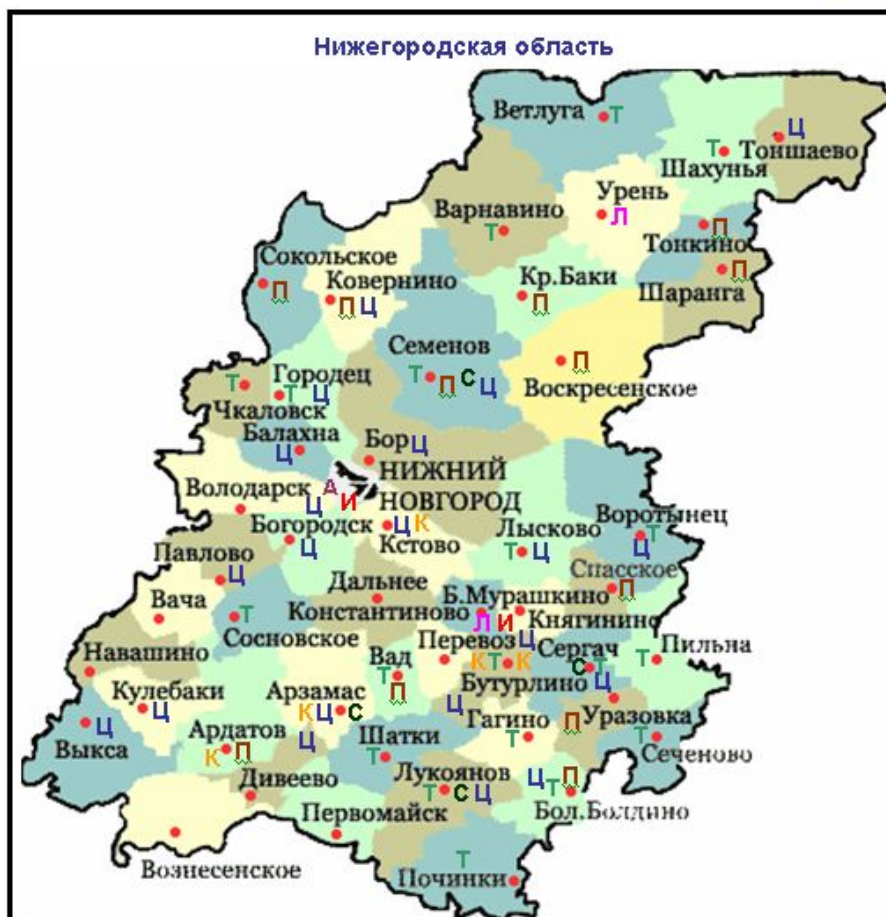 Нижегородская область
Ветлуга
Т
Ц
Тоншаево
Т
Шахунья
Урень
Л
Варнавино
Т
П
Тонкино
Сокольское
П
Ковернино
П Ц
Кр.Баки
П
П
Шаранга
Семенов
Т П С Ц
П
Воскресенское
Т
Городец
Т Ц
Чкаловск
Балахна
Ц
Бор Ц
НИЖНИЙ
НОВГОРОД
А И
Володарск
Ц
Богородск
Ц
Ц К
Кстово
Лысково
Т Ц
Воротынец
Т
Ц
Павлово
Ц
Спасское
П
Дальнее
Константиново
Б.Мурашкино
Л И
Княгинино
Вача
Т
Сосновское
Перевоз
Ц
Сергач
С Т
Ц
Пильна
Т
Навашино
Вад
Т
П
К Т К
Бутурлино
Кулебаки
Ц
Арзамас
К Ц С
Ц
Гагино
Т
П
Уразовка
Ц
Выкса
Ардатов
К П
Ц
Шатки
Т
Т
Сеченово
Дивеево
Лукоянов
Т С Ц
Ц Т П
Бол.Болдино
Первомайск
Вознесенское
Т
Починки